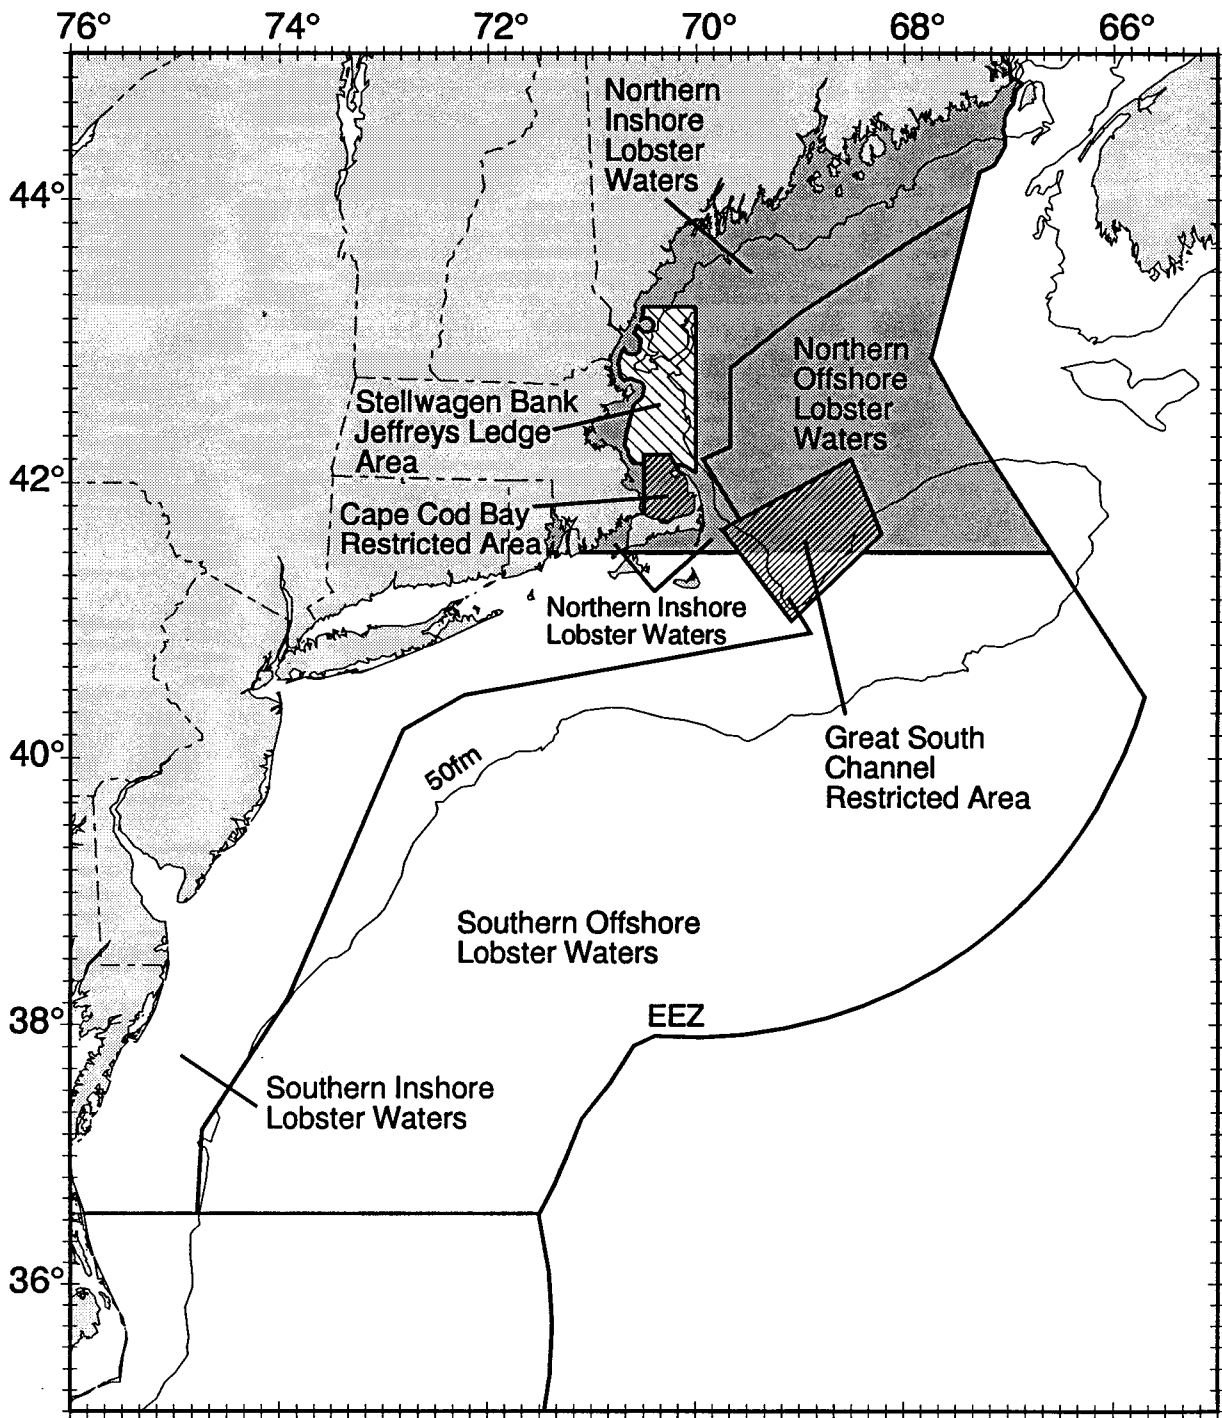 76° 74° 72° 70° 68° 66°
Northern
Inshore
Lobster
Waters
44°
Northern
Offshore
Lobster
Waters
Stellwagen Bank
Jeffreys Ledge
Area
42°
Cape Cod Bay
Restricted Area
Northern Inshore
Lobster Waters
Great South
Channel
Restricted Area
40°
50fm
Southern Offshore
Lobster Waters
38°
EEZ
Southern Inshore
Lobster Waters
36°